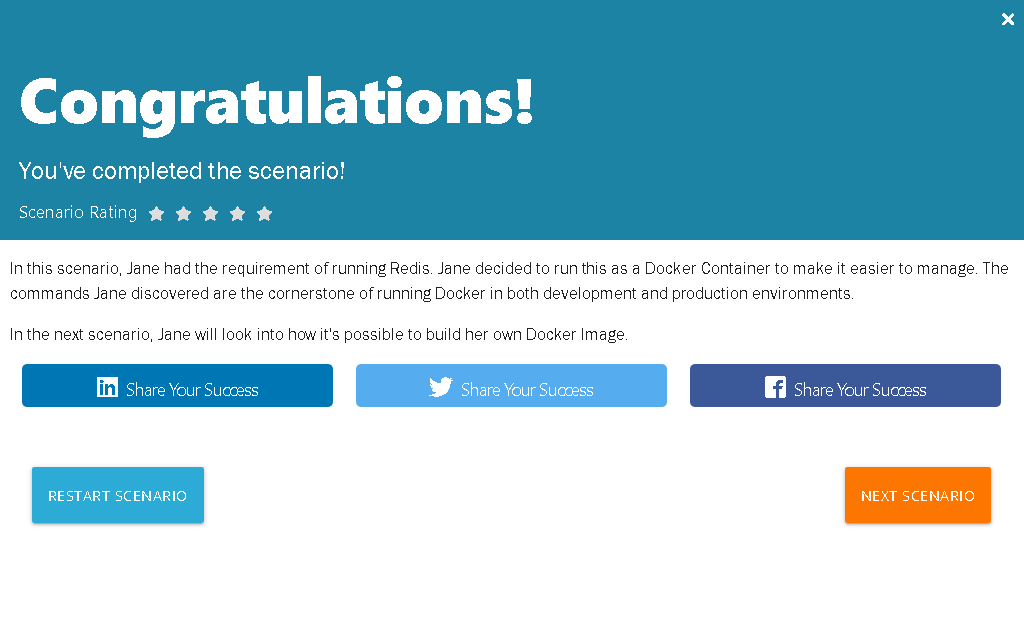 Congratulations!
You've completed the scenario!
Scenario Rating
In this scenario, Jane had the requirement of running Redis. Jane decided to run this as a Docker Container to make it easier to manage. The
commands Jane discovered are the cornerstone of running Docker in both development and production environments.
In the next scenario, Jane will look into how it's possible to build her own Docker Image.
in Share Your Success
Share Your Success
f Share Your Success
RESTART SCENARIO
NEXT SCENARIO